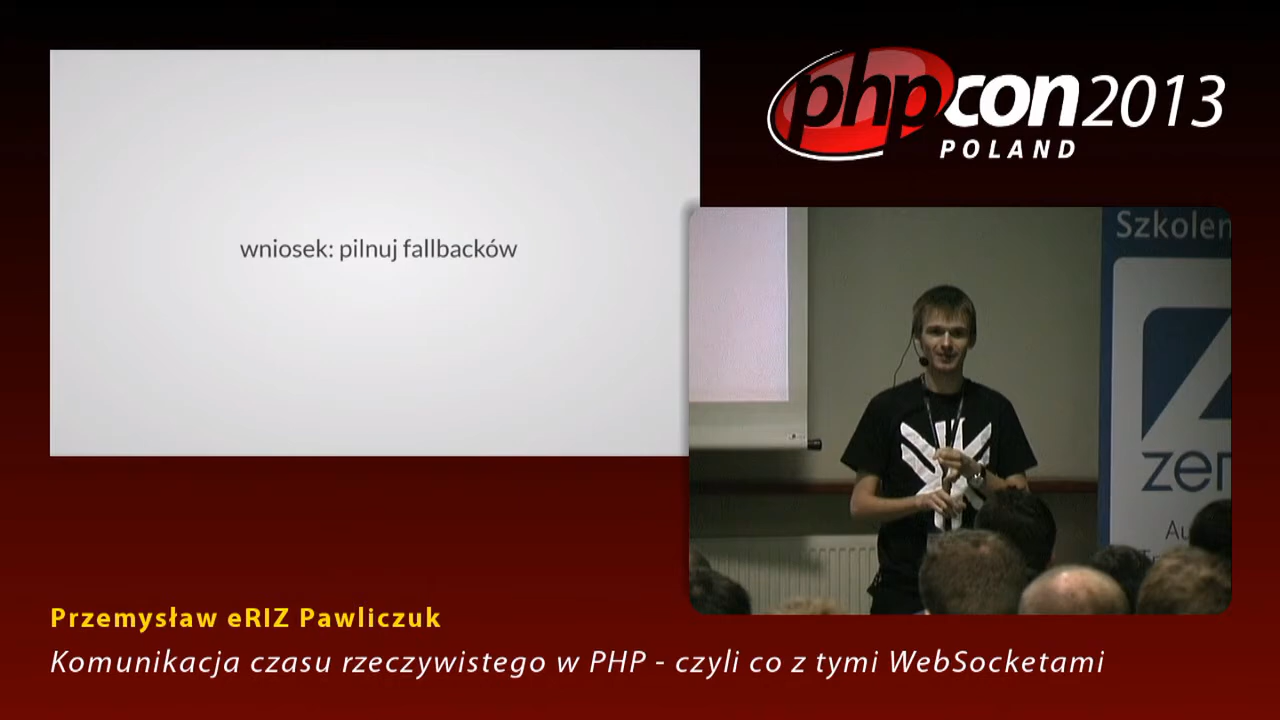 wniosek: pilnuj fallbacków
phpcon2013
POLAND
Szkolen
zen
Przemysław eRIZ Pawliczuk
Komunikacja czasu rzeczywistego w PHP - czyli co z tymi WebSocketami